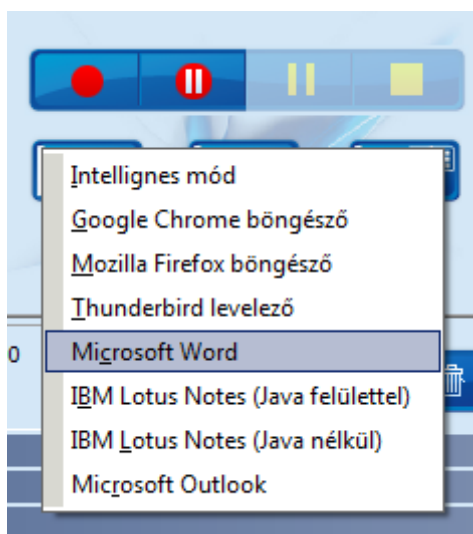 Intellignes mód
Google Chrome böngésző
Mozilla Firefox böngésző
Thunderbird levelező
0
Microsoft Word
IBM Lotus Notes (Java felülettel)
IBM Lotus Notes (Java nélkül)
Microsoft Outlook